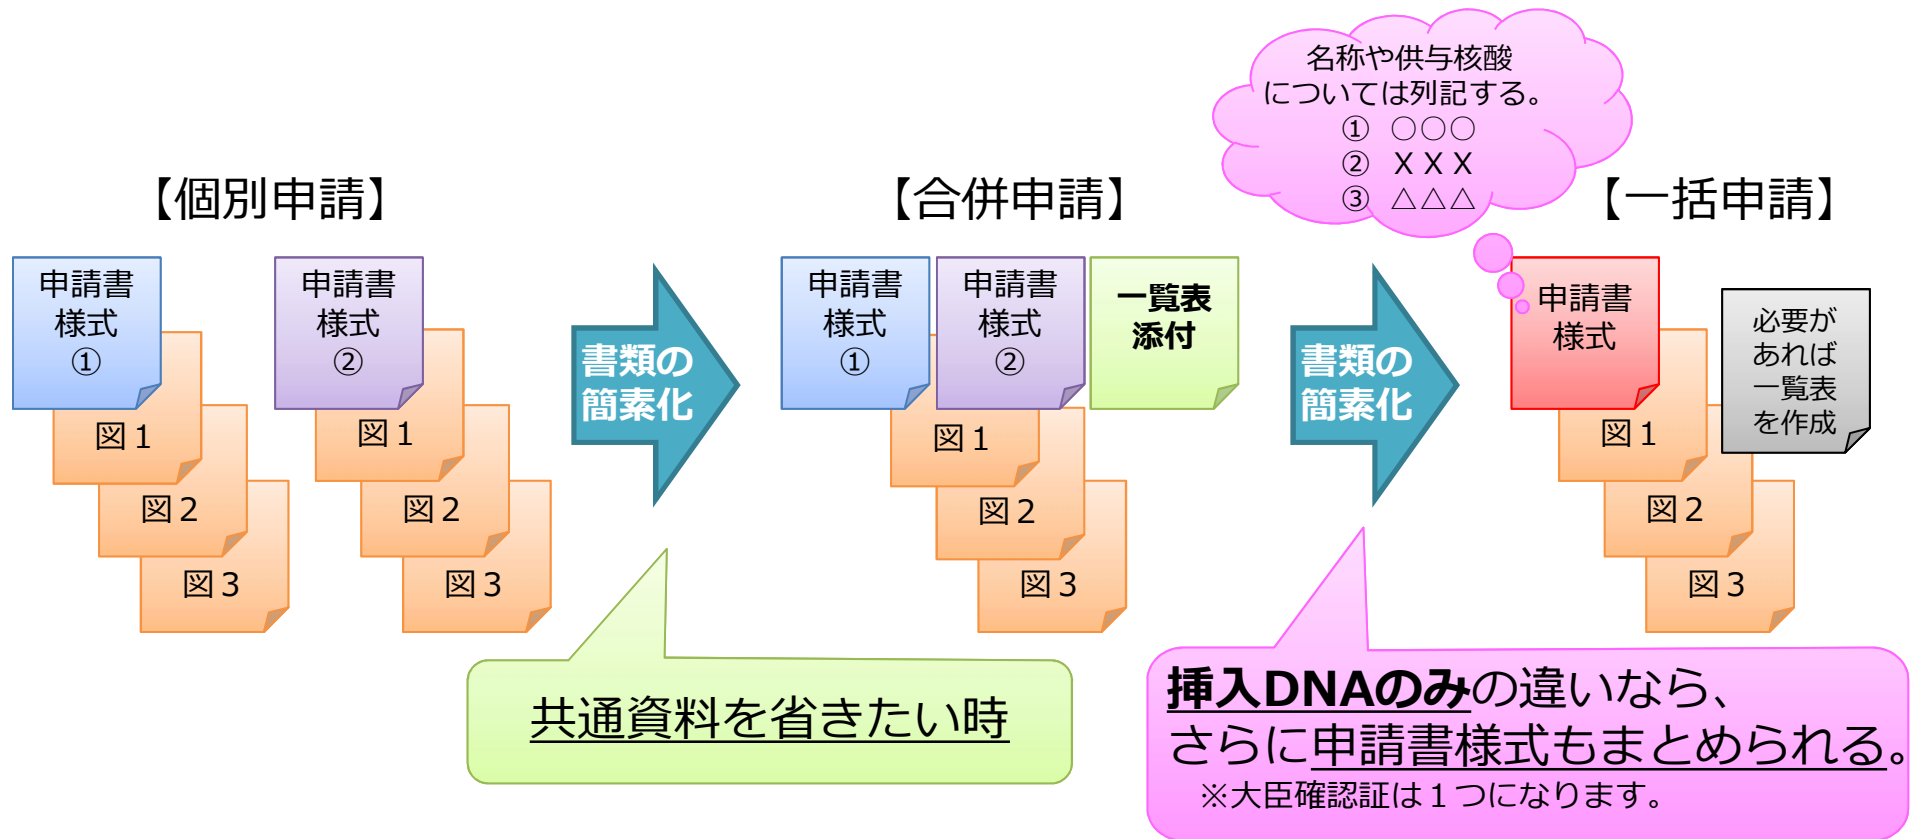 【個別申請】
申請書
様式
①
図１
図２
図３
申請書
様式
②
図１
図２
図３
書類の
簡素化
共通資料を省きたい時
【合併申請】
申請書
様式
①
申請書
様式
②
一覧表
添付
図１
図２
図３
書類の
簡素化
挿入DNAのみの違いなら、
さらに申請書様式もまとめられる。
※大臣確認証は１つになります。
名称や供与核酸
については列記する。
① ○○○
② X X X
③ △△△
【一括申請】
申請書
様式
必要が
あれば
一覧表
を作成
図１
図２
図３